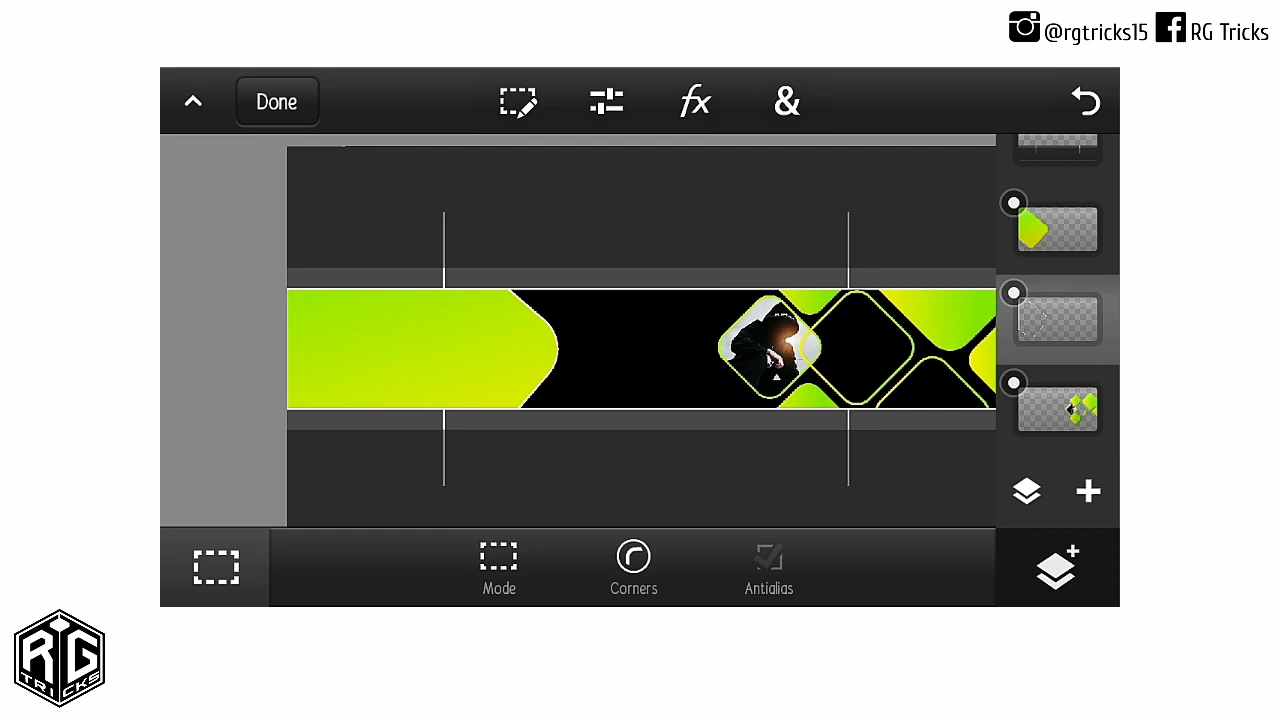 @rgtricks15 RG Tricks
Done fx &
Mode Corners Antialias
RG
TRICKS